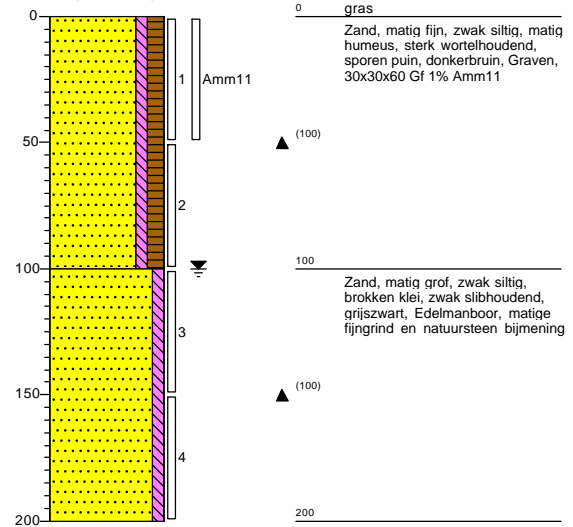 0
0
gras
Zand, matig fijn, zwak siltig, matig
humeus, sterk wortelhoudend,
sporen puin, donkerbruin, Graven,
30x30x60 Gf 1% Amm11
1
Amm11
50
(100)
2
100
100
Zand, matig grof, zwak siltig,
brokken klei, zwak slibhoudend,
grijszwart, Edelmanboor, matige
fijngrind en natuursteen bijmening
3
150
(100)
4
200
200